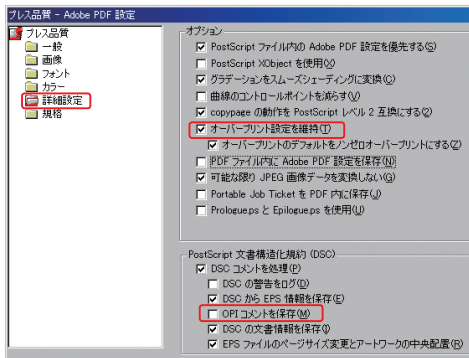 プレス品質 - Adobe PDF 設定
プレス品質
一般
画像
フォント
カラー
詳細設定
規格
オプション
PostScript ファイル内の Adobe PDF 設定を優先する(S)
PostScript XObject を使用(X)
グラデーションをスムーズシェーディングに変換(C)
曲線のコントロールポイントを減らす(V)
copypage の動作を PostScript レベル 2 互換にする(2)
オーバープリント設定を維持(T)
オーバープリントのデフォルトをノンゼロオーバープリントにする(Z)
PDF ファイル内に Adobe PDF 設定を保存(N)
可能な限り JPEG 画像データを変換しない(G)
Portable Job Ticket を PDF 内に保存(J)
Prologue.ps と Epilogue.ps を使用(U)
PostScript 文書構造化規約 (DSC)
DSC コメントを処理(P)
DSC の警告をログ(D)
DSC から EPS 情報を保存(E)
OPI コメントを保存(M)
DSC の文書情報を保存(I)
EPS ファイルのページサイズ変更とアートワークの中央配置(R)